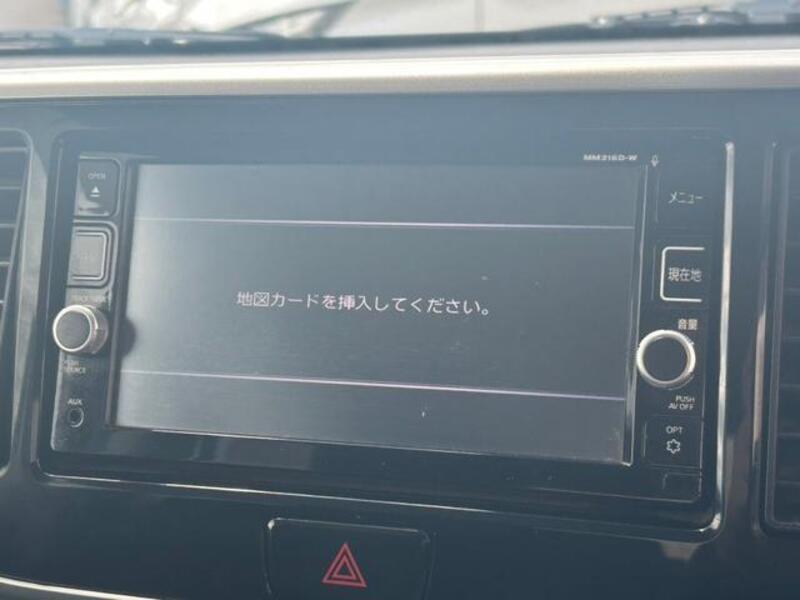 MM316D-W
OPEN
メニュー
現在地
地図カードを挿入してください。
音量
AUX
PUSH
AV OFF
OPT